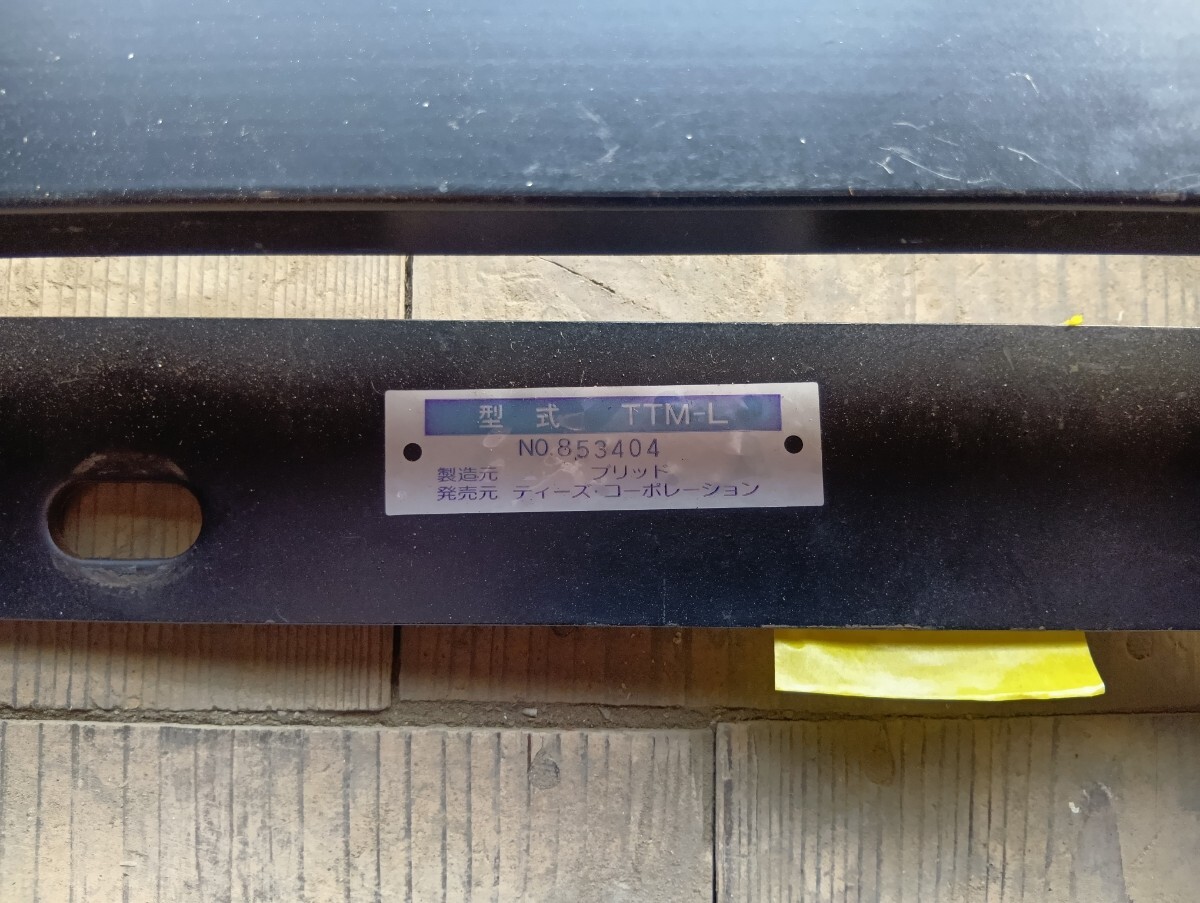 型式 TTM-L
NO.853404
製造元 ブリッド
発売元 ティーズ・コーポレーション